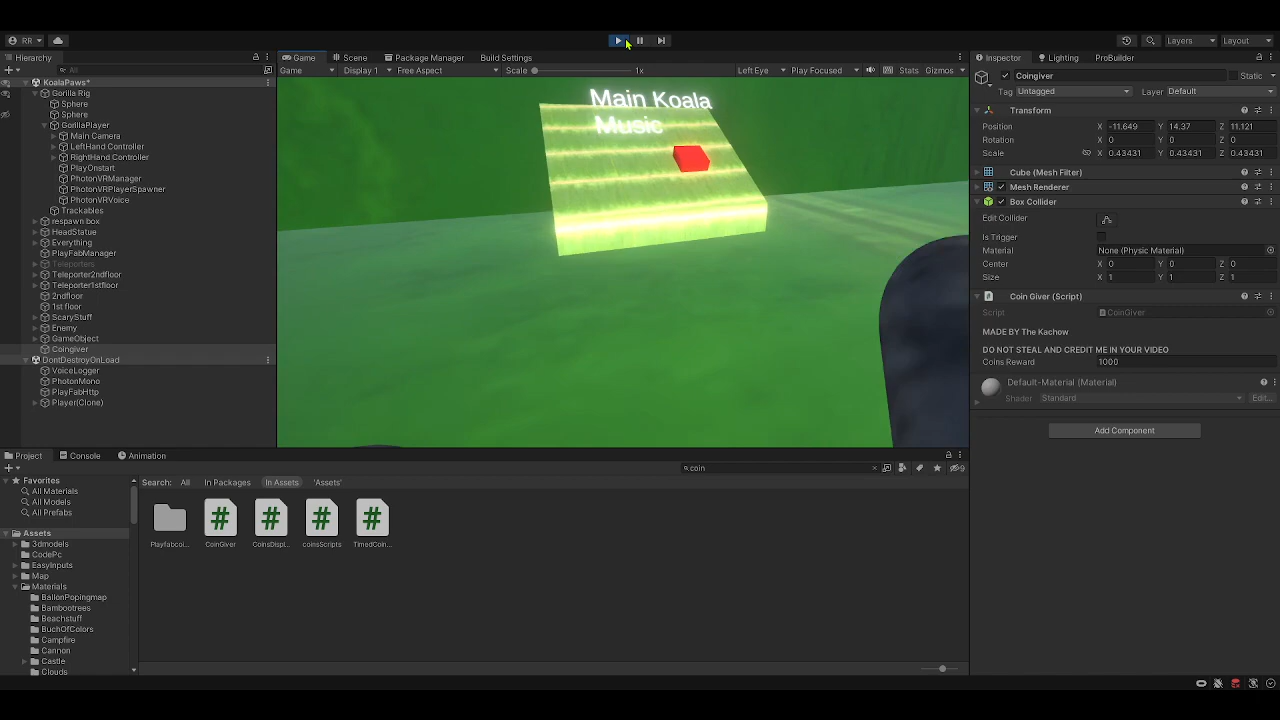 RR
Layers
Layout
Hierarchy
All
KoalaPaws*
Gorilla Rig
Sphere
Sphere
GorillaPlayer
Main Camera
LeftHand Controller
RightHand Controller
PlayOnstart
PhotonVRManager
PhotonVRPlayerSpawner
PhotonVRVoice
Trackables
respawn box
HeadStatue
Everything
PlayFabManager
Teleporters
Teleporter2ndfloor
Teleporter1stfloor
2ndfloor
1st floor
ScaryStuff
Enemy
GameObject
Coingiver
DontDestroyOnLoad
VoiceLogger
PhotonMono
PlayFabHttp
Player(Clone)
Game
Scene
Package Manager
Build Settings
Game
Display 1
Free Aspect
Scale
1x
Left Eye
Play Focused
Stats
Gizmos
Main Koala
Music
Inspector
Lighting
ProBuilder
Coingiver
Static
Tag Untagged
Layer Default
Transform
Position X -11.649 Y 14.37 Z 11.121
Rotation X 0 Y 0 Z 0
Scale X 0.43431 Y 0.43431 Z 0.43431
Cube (Mesh Filter)
Mesh Renderer
Box Collider
Edit Collider
Is Trigger
Material None (Physic Material)
Center X 0 Y 0 Z 0
Size X 1 Y 1 Z 1
Coin Giver (Script)
Script CoinGiver
MADE BY The Kachow
DO NOT STEAL AND CREDIT ME IN YOUR VIDEO
Coins Reward 1000
Default-Material (Material)
Shader Standard Edit...
Add Component
Project
Console
Animation
coin
9
Favorites
All Materials
All Models
All Prefabs
Assets
3dmodels
CodePc
EasyInputs
Map
Materials
BallonPopingmap
Bambootrees
Beachstuff
BuchOfColors
Campfire
Cannon
Castle
Clouds
Search: All In Packages In Assets 'Assets'
Playfabcoi...
CoinGiver
CoinsDispl...
coinsScripts
TimedCoin...